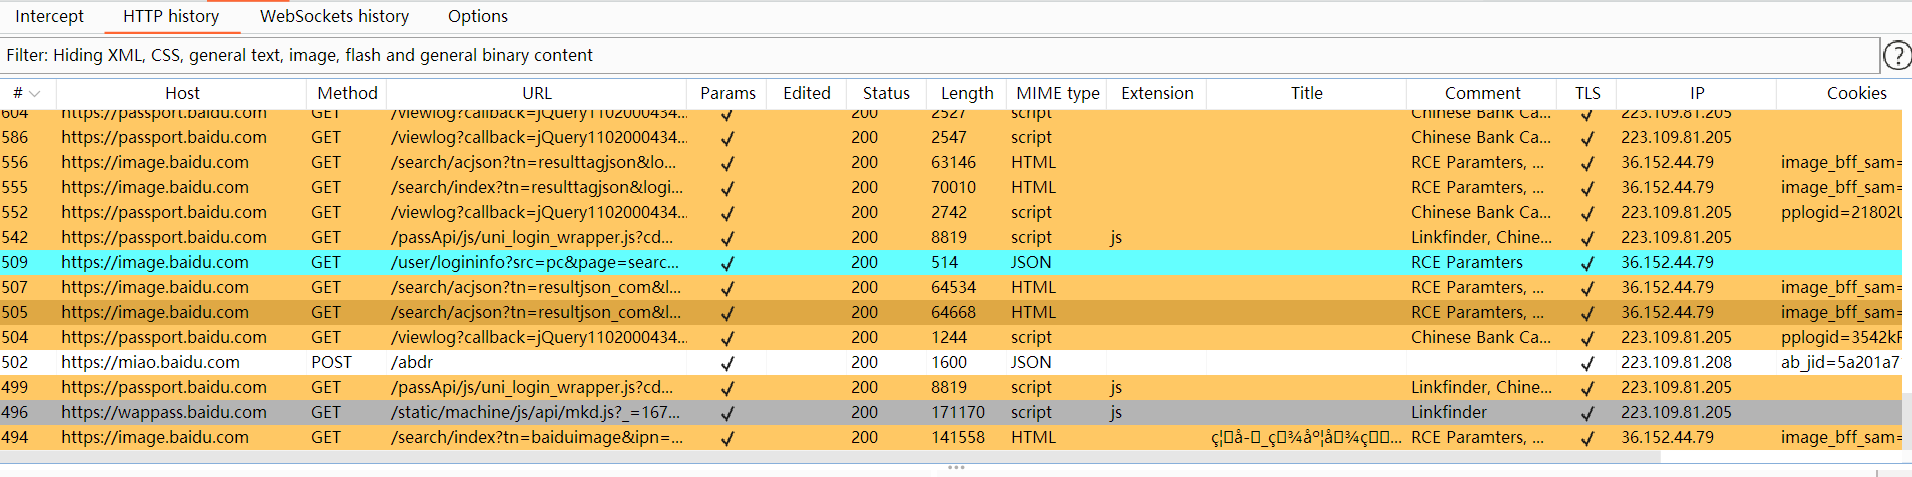 Intercept HTTP history WebSockets history Options
Filter: Hiding XML, CSS, general text, image, flash and general binary content ?
# Host Method URL Params Edited Status Length MIME type Extension Title Comment TLS IP Cookies
604 https://passport.baidu.com GET /viewlog?callback=jQuery1102000434... ✓ 200 2527 script Chinese Bank Ca... ✓ 223.109.81.205
586 https://passport.baidu.com GET /viewlog?callback=jQuery1102000434... ✓ 200 2547 script Chinese Bank Ca... ✓ 223.109.81.205
556 https://image.baidu.com GET /search/acjson?tn=resulttagjson&lo... ✓ 200 63146 HTML RCE Paramters, ... ✓ 36.152.44.79 image_bff_sam=
555 https://image.baidu.com GET /search/index?tn=resulttagjson&logi... ✓ 200 70010 HTML RCE Paramters, ... ✓ 36.152.44.79 image_bff_sam=
552 https://passport.baidu.com GET /viewlog?callback=jQuery1102000434... ✓ 200 2742 script Chinese Bank Ca... ✓ 223.109.81.205 pplogid=21802U
542 https://passport.baidu.com GET /passApi/js/uni_login_wrapper.js?cd... ✓ 200 8819 script js Linkfinder, Chine... ✓ 223.109.81.205
509 https://image.baidu.com GET /user/logininfo?src=pc&page=searc... ✓ 200 514 JSON RCE Paramters ✓ 36.152.44.79
507 https://image.baidu.com GET /search/acjson?tn=resultjson_com&l... ✓ 200 64534 HTML RCE Paramters, ... ✓ 36.152.44.79 image_bff_sam=
505 https://image.baidu.com GET /search/acjson?tn=resultjson_com&l... ✓ 200 64668 HTML RCE Paramters, ... ✓ 36.152.44.79 image_bff_sam=
504 https://passport.baidu.com GET /viewlog?callback=jQuery1102000434... ✓ 200 1244 script Chinese Bank Ca... ✓ 223.109.81.205 pplogid=3542k
502 https://miao.baidu.com POST /abdr ✓ 200 1600 JSON ✓ 223.109.81.208 ab_jid=5a201a7
499 https://passport.baidu.com GET /passApi/js/uni_login_wrapper.js?cd... ✓ 200 8819 script js Linkfinder, Chine... ✓ 223.109.81.205
496 https://wappass.baidu.com GET /static/machine/js/api/mkd.js?_=167... ✓ 200 171170 script js Linkfinder ✓ 223.109.81.205
494 https://image.baidu.com GET /search/index?tn=baiduimage&ipn=... ✓ 200 141558 HTML RCE Paramters, ... ✓ 36.152.44.79 image_bff_sam=